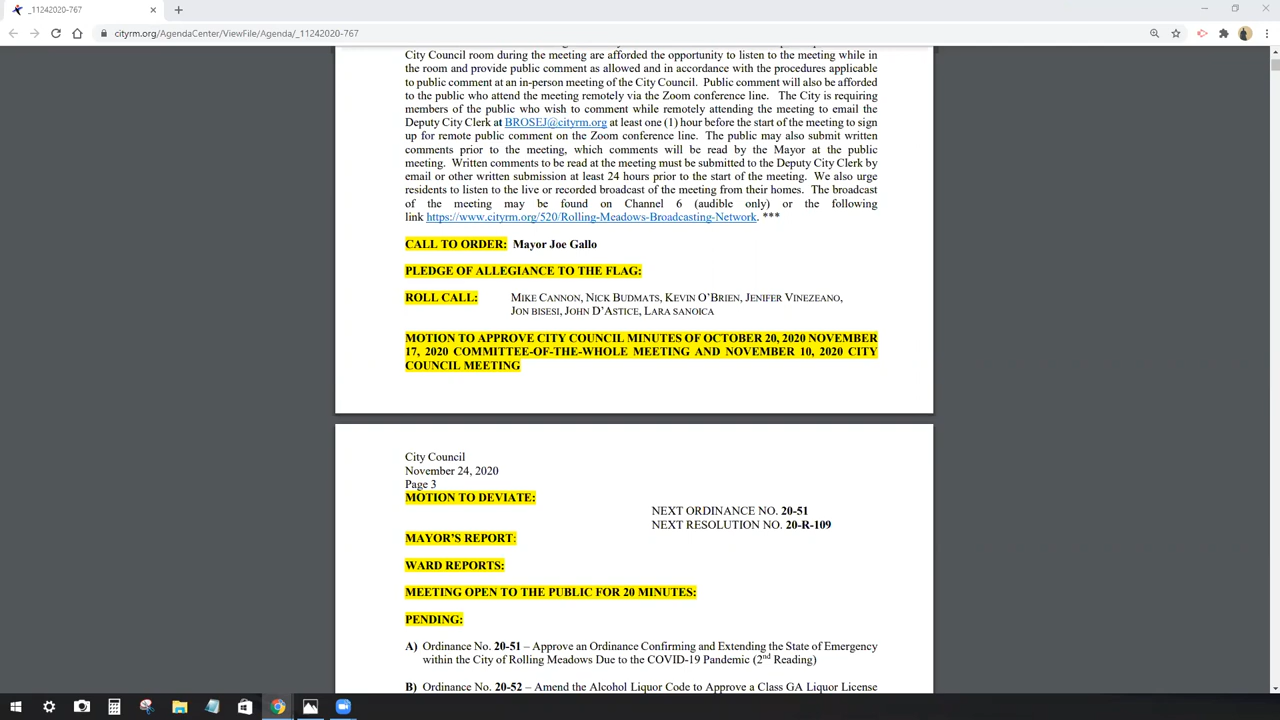 _11242020-767
cityrm.org/AgendaCenter/ViewFile/Agenda/_11242020-767
City Council room during the meeting are afforded the opportunity to listen to the meeting while in
the room and provide public comment as allowed and in accordance with the procedures applicable
to public comment at an in-person meeting of the City Council. Public comment will also be afforded
to the public who attend the meeting remotely via the Zoom conference line. The City is requiring
members of the public who wish to comment while remotely attending the meeting to email the
Deputy City Clerk at BROSEJ@cityrm.org at least one (1) hour before the start of the meeting to sign
up for remote public comment on the Zoom conference line. The public may also submit written
comments prior to the meeting, which comments will be read by the Mayor at the public
meeting. Written comments to be read at the meeting must be submitted to the Deputy City Clerk by
email or other written submission at least 24 hours prior to the start of the meeting. We also urge
residents to listen to the live or recorded broadcast of the meeting from their homes. The broadcast
of the meeting may be found on Channel 6 (audible only) or the following
link https://www.cityrm.org/520/Rolling-Meadows-Broadcasting-Network. ***
CALL TO ORDER: Mayor Joe Gallo
PLEDGE OF ALLEGIANCE TO THE FLAG:
ROLL CALL: MIKE CANNON, NICK BUDMATS, KEVIN O'BRIEN, JENIFER VINEZEANO,
JON BISESI, JOHN D'ASTICE, LARA SANOICA
MOTION TO APPROVE CITY COUNCIL MINUTES OF OCTOBER 20, 2020 NOVEMBER
17, 2020 COMMITTEE-OF-THE-WHOLE MEETING AND NOVEMBER 10, 2020 CITY
COUNCIL MEETING
City Council
November 24, 2020
Page 3
MOTION TO DEVIATE:
NEXT ORDINANCE NO. 20-51
NEXT RESOLUTION NO. 20-R-109
MAYOR'S REPORT:
WARD REPORTS:
MEETING OPEN TO THE PUBLIC FOR 20 MINUTES:
PENDING:
A) Ordinance No. 20-51 – Approve an Ordinance Confirming and Extending the State of Emergency
within the City of Rolling Meadows Due to the COVID-19 Pandemic (2nd Reading)
B) Ordinance No. 20-52 – Amend the Alcohol Liquor Code to Approve a Class GA Liquor License